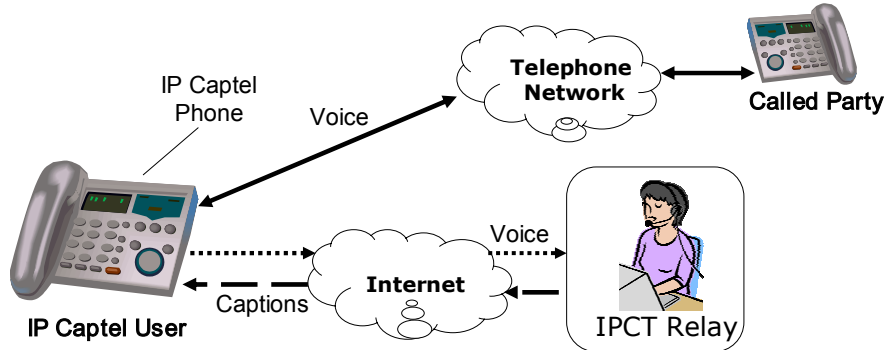 IP Captel
Phone
Voice
Telephone
Network
Called Party
Voice
Internet
Captions
IP Captel User
IPCT Relay